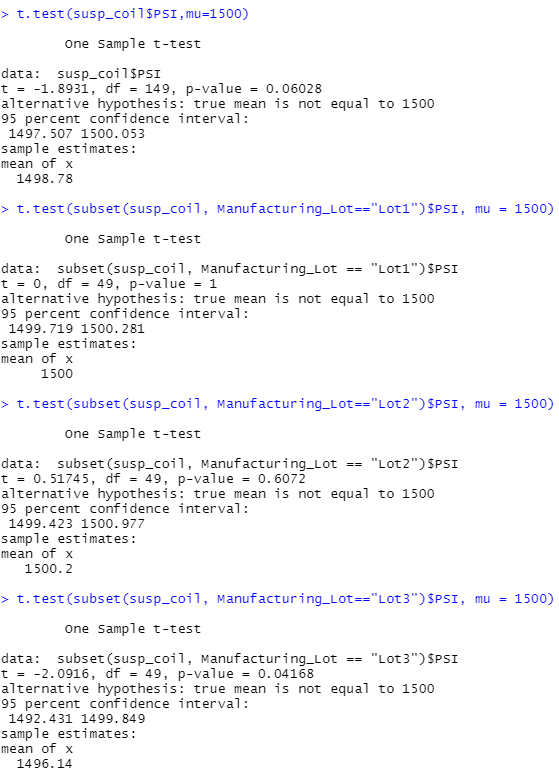 > t.test(susp_coil$PSI,mu=1500)
One Sample t-test
data:  susp_coil$PSI
t = -1.8931, df = 149, p-value = 0.06028
alternative hypothesis: true mean is not equal to 1500
95 percent confidence interval:
1497.507 1500.053
sample estimates:
mean of x
1498.78
> t.test(subset(susp_coil, Manufacturing_Lot=="Lot1")$PSI, mu = 1500)
One Sample t-test
data:  subset(susp_coil, Manufacturing_Lot == "Lot1")$PSI
t = 0, df = 49, p-value = 1
alternative hypothesis: true mean is not equal to 1500
95 percent confidence interval:
1499.719 1500.281
sample estimates:
mean of x
1500
> t.test(subset(susp_coil, Manufacturing_Lot=="Lot2")$PSI, mu = 1500)
One Sample t-test
data:  subset(susp_coil, Manufacturing_Lot == "Lot2")$PSI
t = 0.51745, df = 49, p-value = 0.6072
alternative hypothesis: true mean is not equal to 1500
95 percent confidence interval:
1499.423 1500.977
sample estimates:
mean of x
1500.2
> t.test(subset(susp_coil, Manufacturing_Lot=="Lot3")$PSI, mu = 1500)
One Sample t-test
data:  subset(susp_coil, Manufacturing_Lot == "Lot3")$PSI
t = -2.0916, df = 49, p-value = 0.04168
alternative hypothesis: true mean is not equal to 1500
95 percent confidence interval:
1492.431 1499.849
sample estimates:
mean of x
1496.14